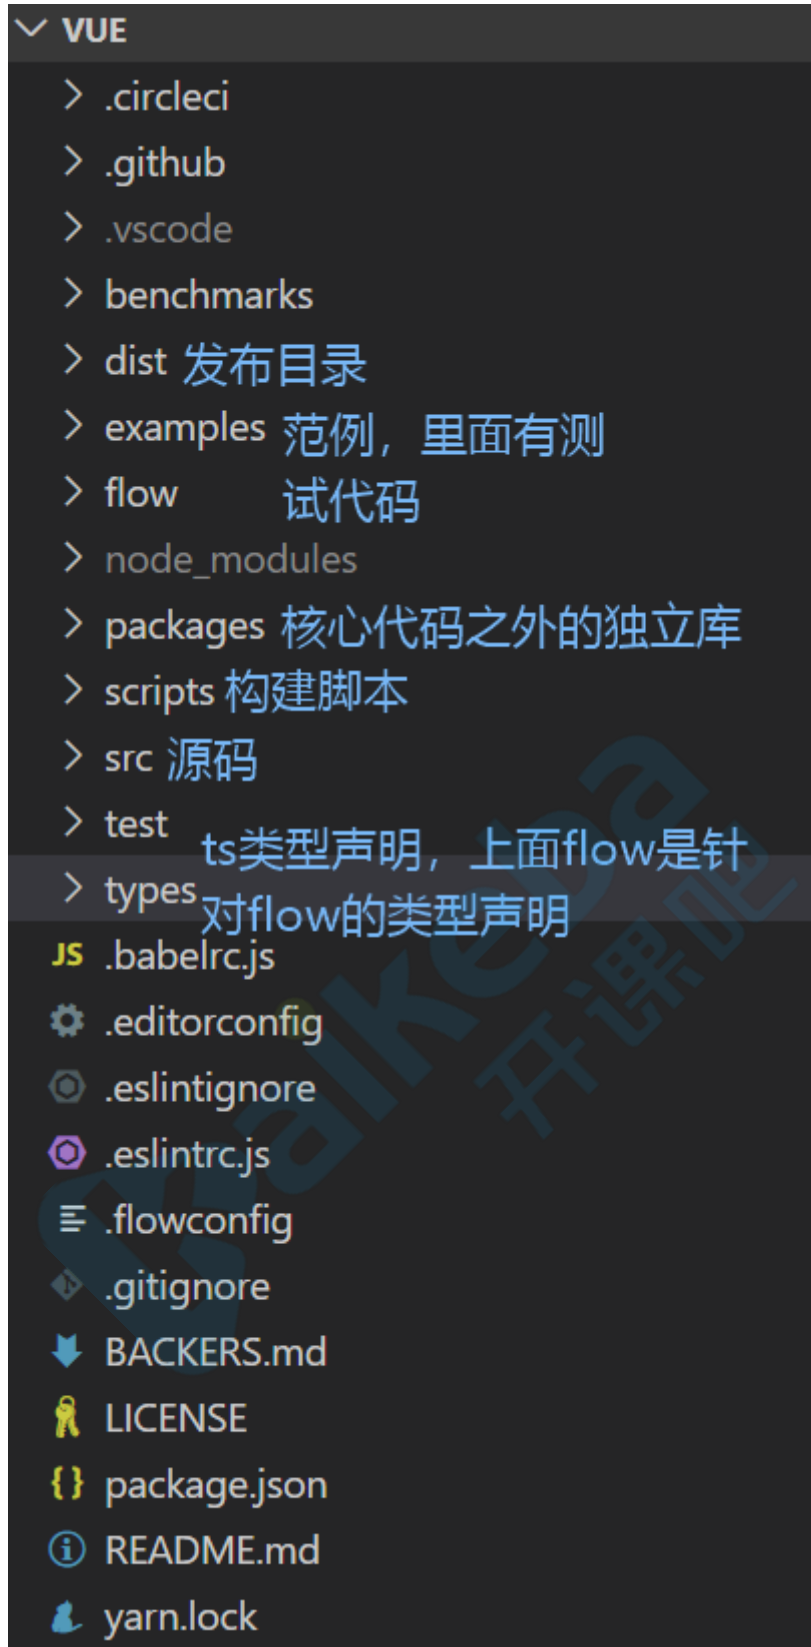 VUE
.circleci
.github
.vscode
benchmarks
dist 发布目录
examples 范例，里面有测
flow 试代码
node_modules
packages 核心代码之外的独立库
scripts 构建脚本
src 源码
test
ts类型声明，上面flow是针
types 对flow的类型声明
JS .babelrc.js
.editorconfig
.eslintignore
.eslintrc.js
.flowconfig
.gitignore
BACKERS.md
LICENSE
{} package.json
README.md
yarn.lock
kaikeba
开课吧